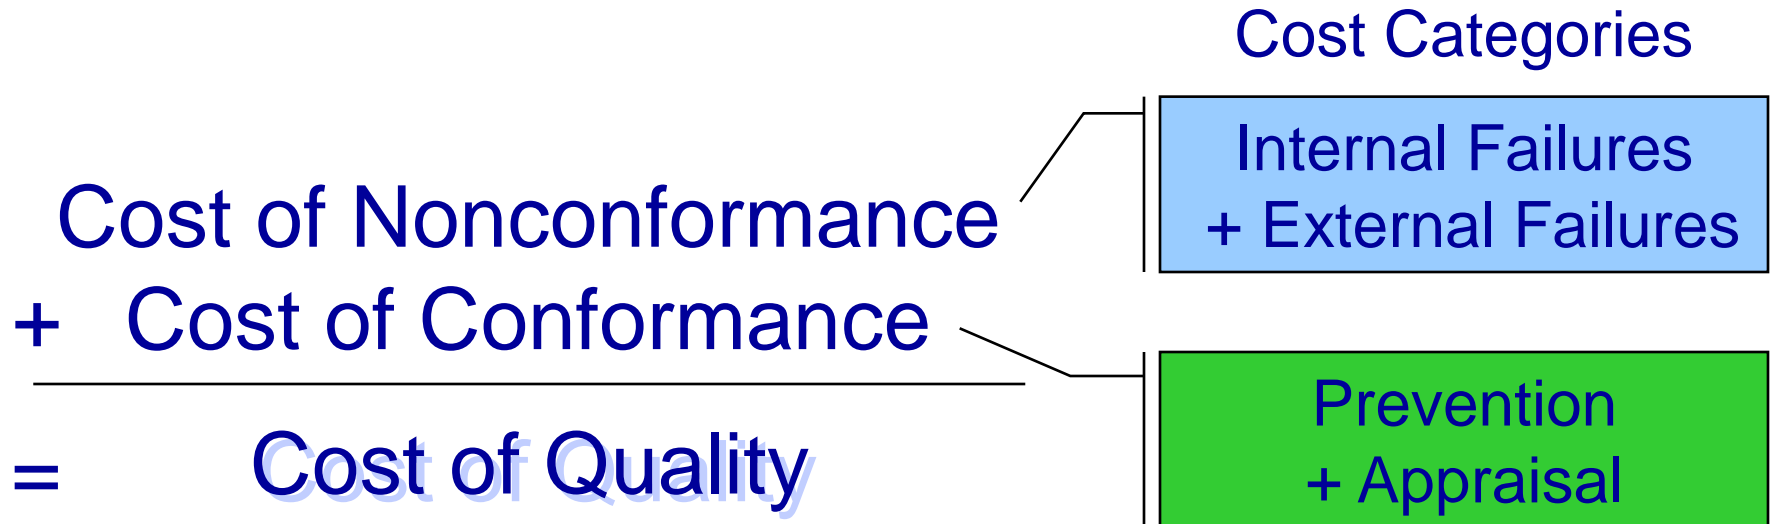 Cost Categories
Internal Failures
+ External Failures
Cost of Nonconformance
+ Cost of Conformance
= Cost of Quality
Prevention
+ Appraisal